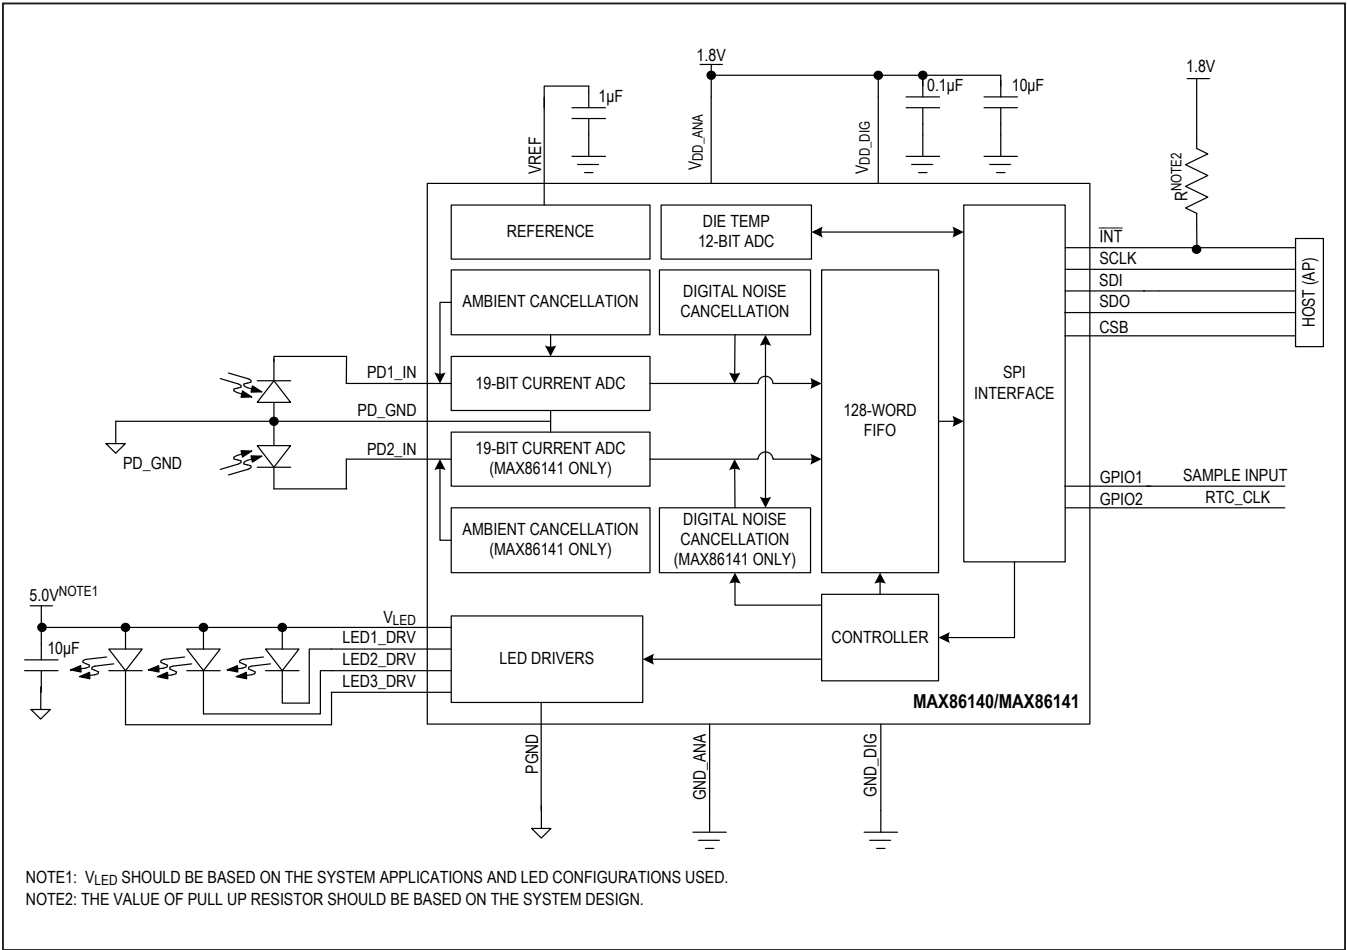 1.8V
1.8V
1µF
0.1µF
10µF
VREF
VDD_ANA
VDD_DIG
RNOTE2
REFERENCE
DIE TEMP
12-BIT ADC
INT
SCLK
SDI
SDO
CSB
HOST (AP)
AMBIENT CANCELLATION
DIGITAL NOISE
CANCELLATION
PD1_IN
19-BIT CURRENT ADC
SPI
INTERFACE
128-WORD
FIFO
PD_GND
PD_GND
PD2_IN
19-BIT CURRENT ADC
(MAX86141 ONLY)
GPIO1
SAMPLE INPUT
GPIO2
RTC_CLK
AMBIENT CANCELLATION
(MAX86141 ONLY)
DIGITAL NOISE
CANCELLATION
(MAX86141 ONLY)
5.0VNOTE1
10µF
VLED
LED1_DRV
LED2_DRV
LED3_DRV
LED DRIVERS
CONTROLLER
MAX86140/MAX86141
PGND
GND_ANA
GND_DIG
NOTE1: VLED SHOULD BE BASED ON THE SYSTEM APPLICATIONS AND LED CONFIGURATIONS USED.
NOTE2: THE VALUE OF PULL UP RESISTOR SHOULD BE BASED ON THE SYSTEM DESIGN.